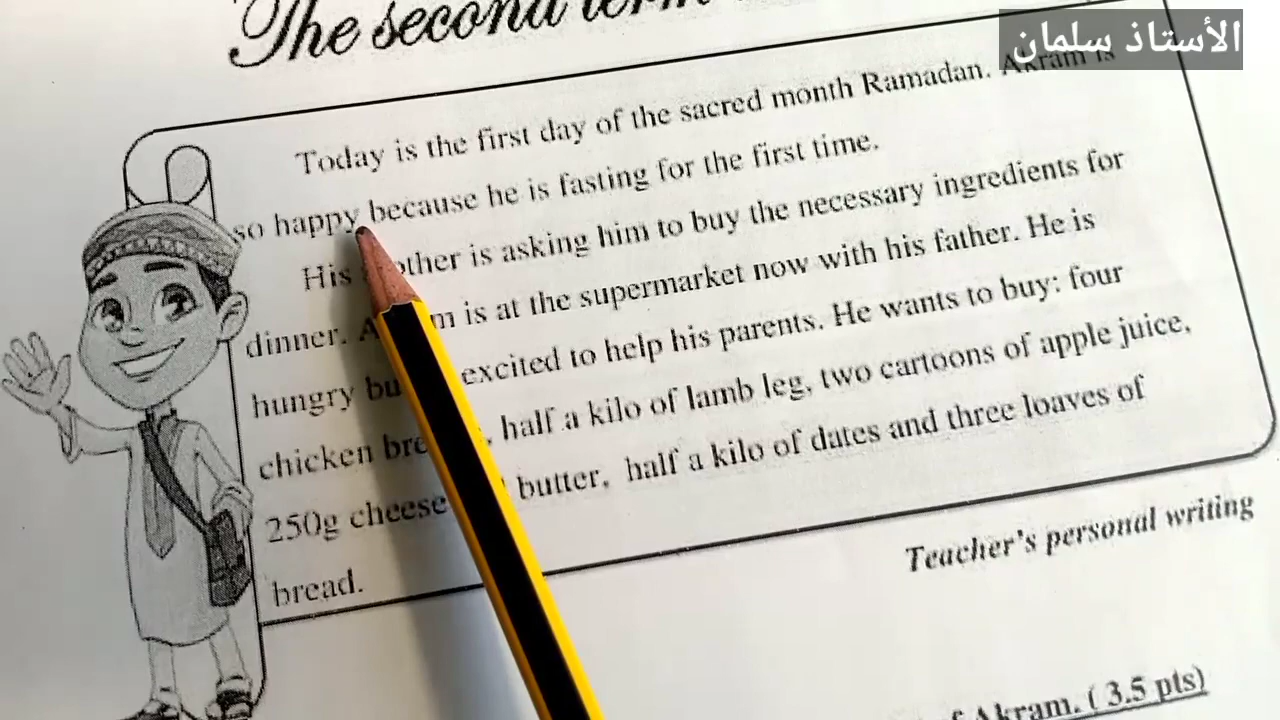 The second term
الأستاذ سلمان
Today is the first day of the sacred month Ramadan. Akram is
so happy because he is fasting for the first time.
His other is asking him to buy the necessary ingredients for
dinner. A m is at the supermarket now with his father. He is
hungry bu excited to help his parents. He wants to buy: four
chicken bre , half a kilo of lamb leg, two cartoons of apple juice,
250g cheese butter, half a kilo of dates and three loaves of
bread.
Teacher's personal writing
f Akram. ( 3.5 pts)